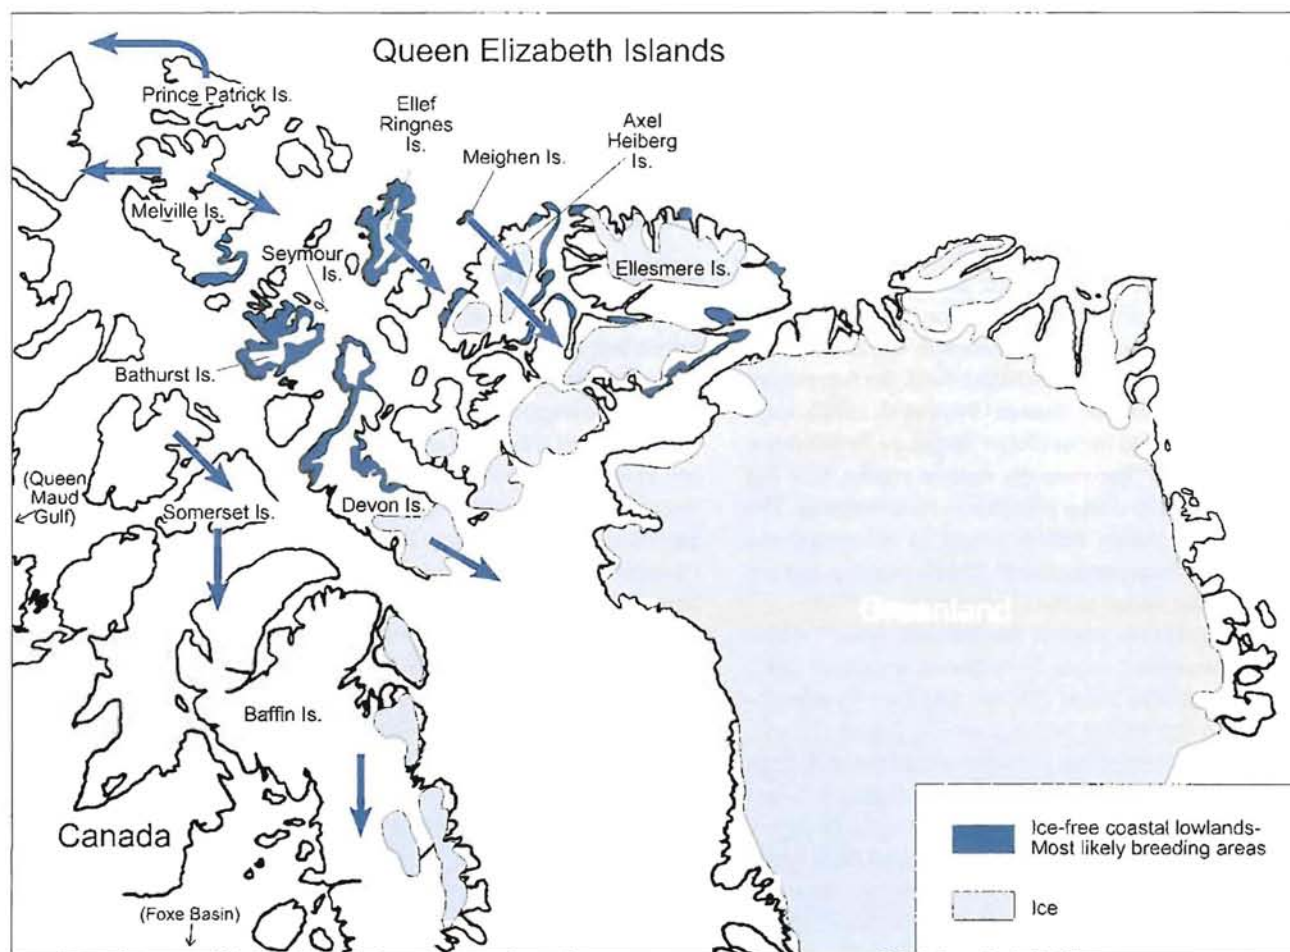 Queen Elizabeth Islands
Prince Patrick Is.
Ellef
Ringnes
Is.
Axel
Heiberg
Is.
Meighen Is.
Melville Is.
Seymour
Is.
Ellesmere Is.
Bathurst Is.
(Queen
Maud
Gulf)
Somerset Is.
Devon Is.
Greenland
Baffin Is.
Canada
(Foxe Basin)
Ice-free coastal lowlands-
Most likely breeding areas
Ice